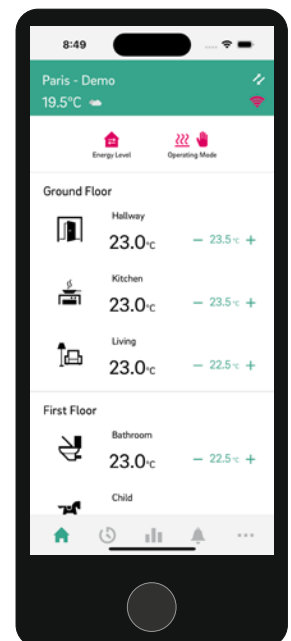 8:49
Paris - Demo
19.5°C
Energy Level
Operating Mode
Ground Floor
Hallway
23.0°C
− 23.5°C +
Kitchen
23.0°C
− 23.5°C +
Living
23.0°C
− 22.5°C +
First Floor
Bathroom
23.0°C
− 22.5°C +
Child